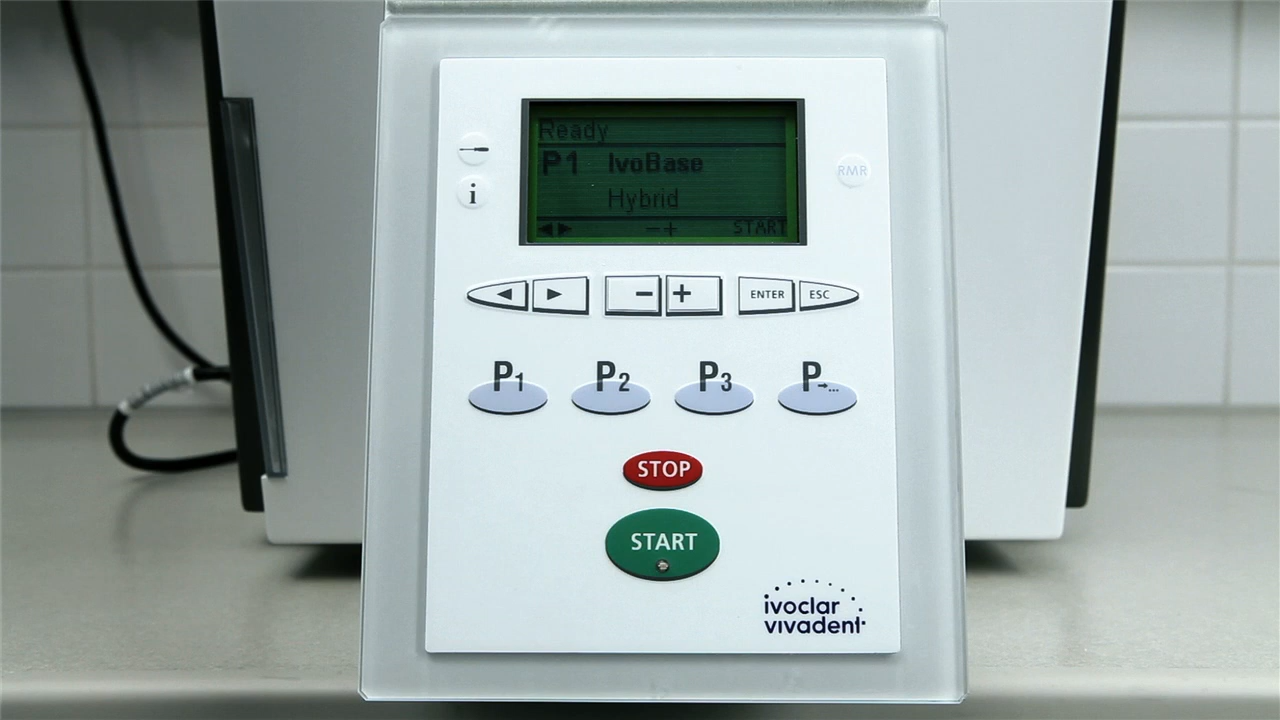 Ready
P1 IvoBase
Hybrid
◀▶ −+ START
i
RMR
◀ ▶ − + ENTER ESC
P1 P2 P3 P→...
STOP
START
ivoclar
vivadent